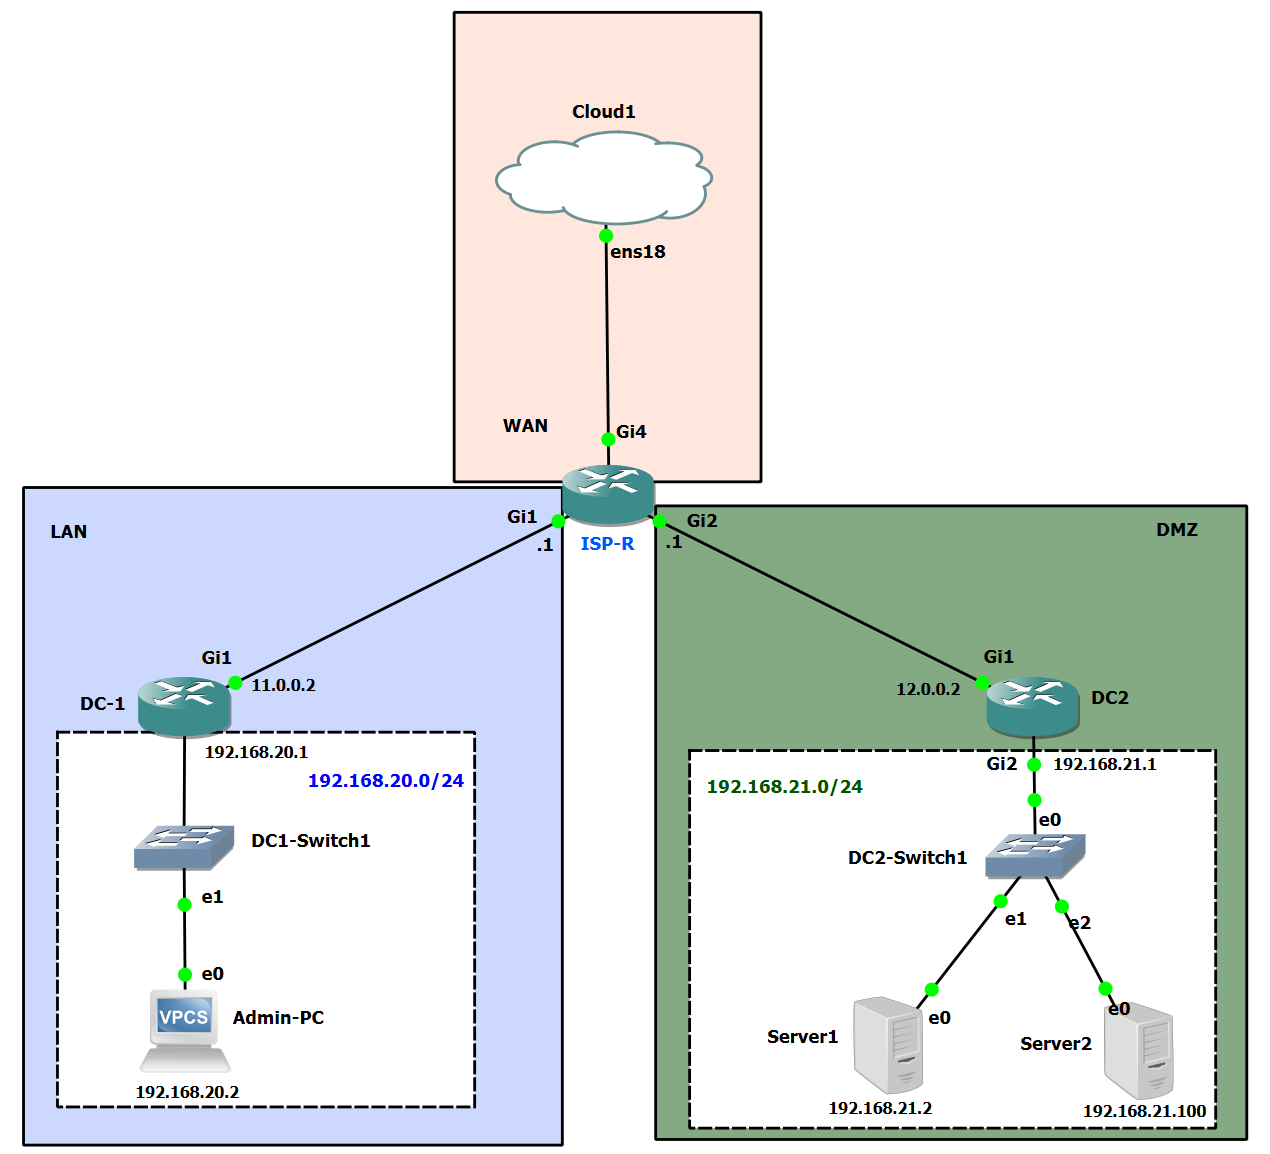 Cloud1
ens18
WAN
Gi4
LAN
Gi1
.1
ISP-R
Gi2
.1
DMZ
Gi1
11.0.0.2
DC-1
192.168.20.1
192.168.20.0/24
DC1-Switch1
e1
e0
VPCS
Admin-PC
192.168.20.2
Gi1
12.0.0.2
DC2
Gi2
192.168.21.1
192.168.21.0/24
e0
DC2-Switch1
e1
e2
e0
e0
Server1
Server2
192.168.21.2
192.168.21.100